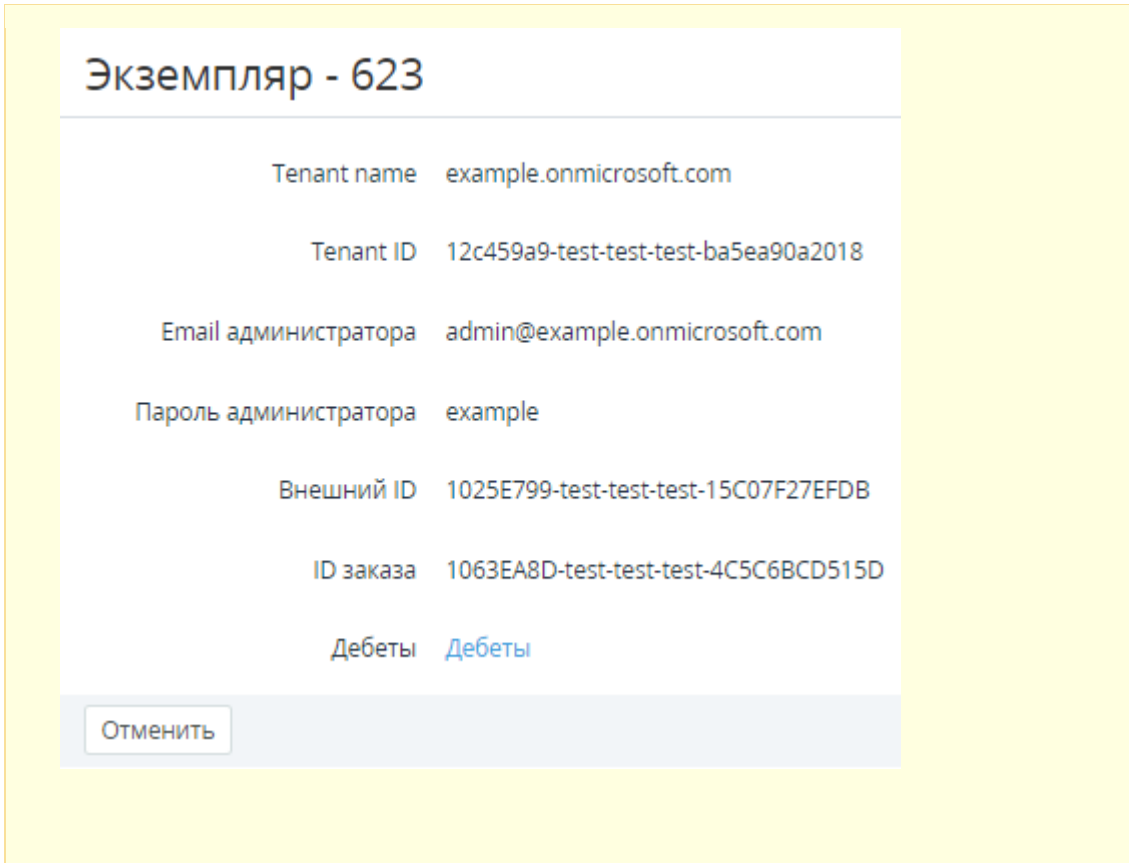 Экземпляр - 623
Tenant name example.onmicrosoft.com
Tenant ID 12c459a9-test-test-test-ba5ea90a2018
Email администратора admin@example.onmicrosoft.com
Пароль администратора example
Внешний ID 1025E799-test-test-test-15C07F27EFDB
ID заказа 1063EA8D-test-test-test-4C5C6BCD515D
Дебеты Дебеты
Отменить